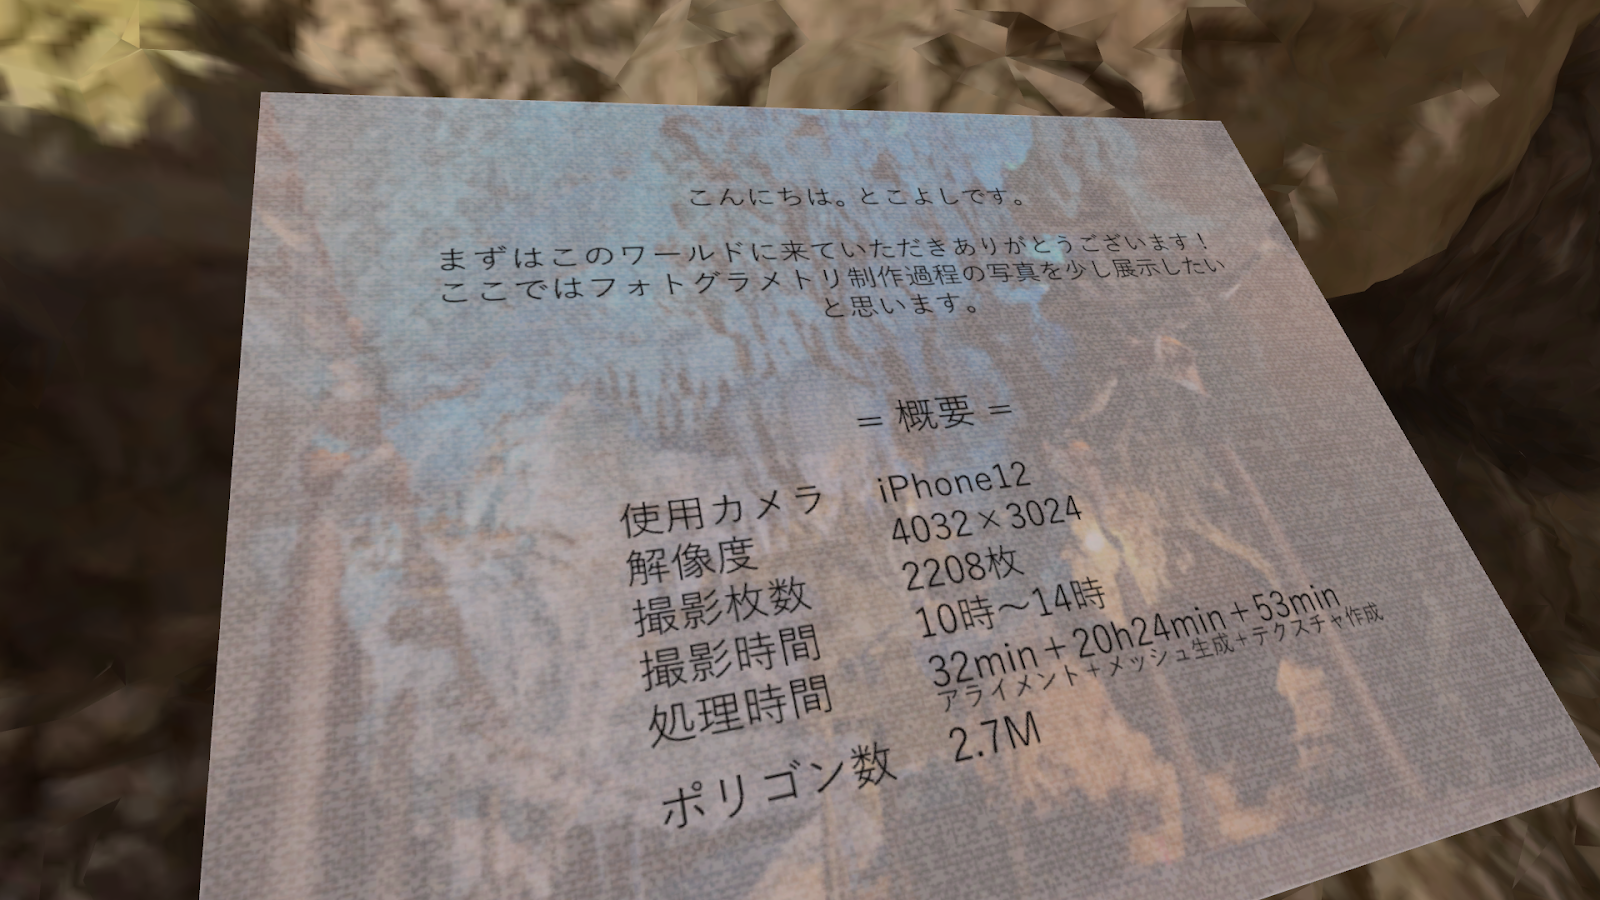 こんにちは。とこよしです。
まずはこのワールドに来ていただきありがとうございます!
ここではフォトグラメトリ制作過程の写真を少し展示したい
と思います。
= 概要 =
使用カメラ iPhone12
解像度 4032×3024
撮影枚数 2208枚
撮影時間 10時～14時
処理時間 32min+20h24min+53min
アライメント+メッシュ生成+テクスチャ作成
ポリゴン数 2.7M